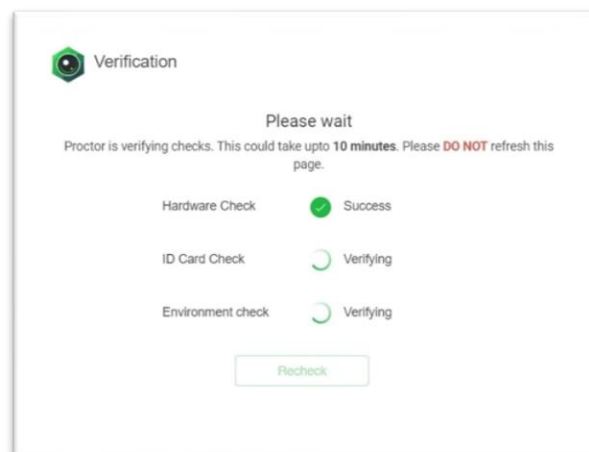 Verification
Please wait
Proctor is verifying checks. This could take upto 10 minutes. Please DO NOT refresh this
page.
Hardware Check Success
ID Card Check Verifying
Environment check Verifying
Recheck